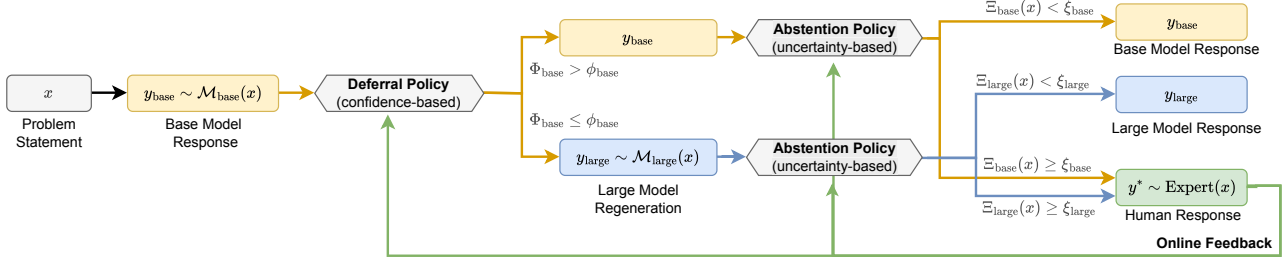 x
Problem
Statement
y_base ∼ M_base(x)
Base Model
Response
Deferral Policy
(confidence-based)
Φ_base > ϕ_base
Φ_base ≤ ϕ_base
y_base
y_large ∼ M_large(x)
Large Model
Regeneration
Abstention Policy
(uncertainty-based)
Abstention Policy
(uncertainty-based)
Ξ_base(x) < ξ_base
Ξ_large(x) < ξ_large
Ξ_base(x) ≥ ξ_base
Ξ_large(x) ≥ ξ_large
y_base
Base Model Response
y_large
Large Model Response
y* ∼ Expert(x)
Human Response
Online Feedback